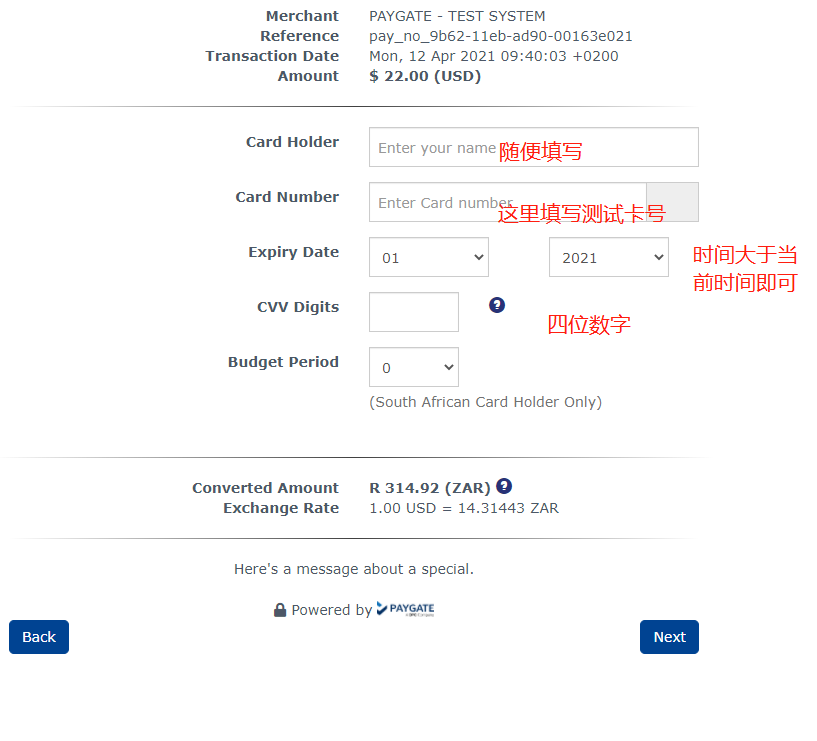 Merchant PAYGATE - TEST SYSTEM
Reference pay_no_9b62-11eb-ad90-00163e021
Transaction Date Mon, 12 Apr 2021 09:40:03 +0200
Amount $ 22.00 (USD)
Card Holder Enter your name 随便填写
Card Number Enter Card number 这里填写测试卡号
Expiry Date 01 2021 时间大于当
前时间即可
CVV Digits ? 四位数字
Budget Period 0
(South African Card Holder Only)
Converted Amount R 314.92 (ZAR) ?
Exchange Rate 1.00 USD = 14.31443 ZAR
Here's a message about a special.
Powered by PAYGATE
Back Next